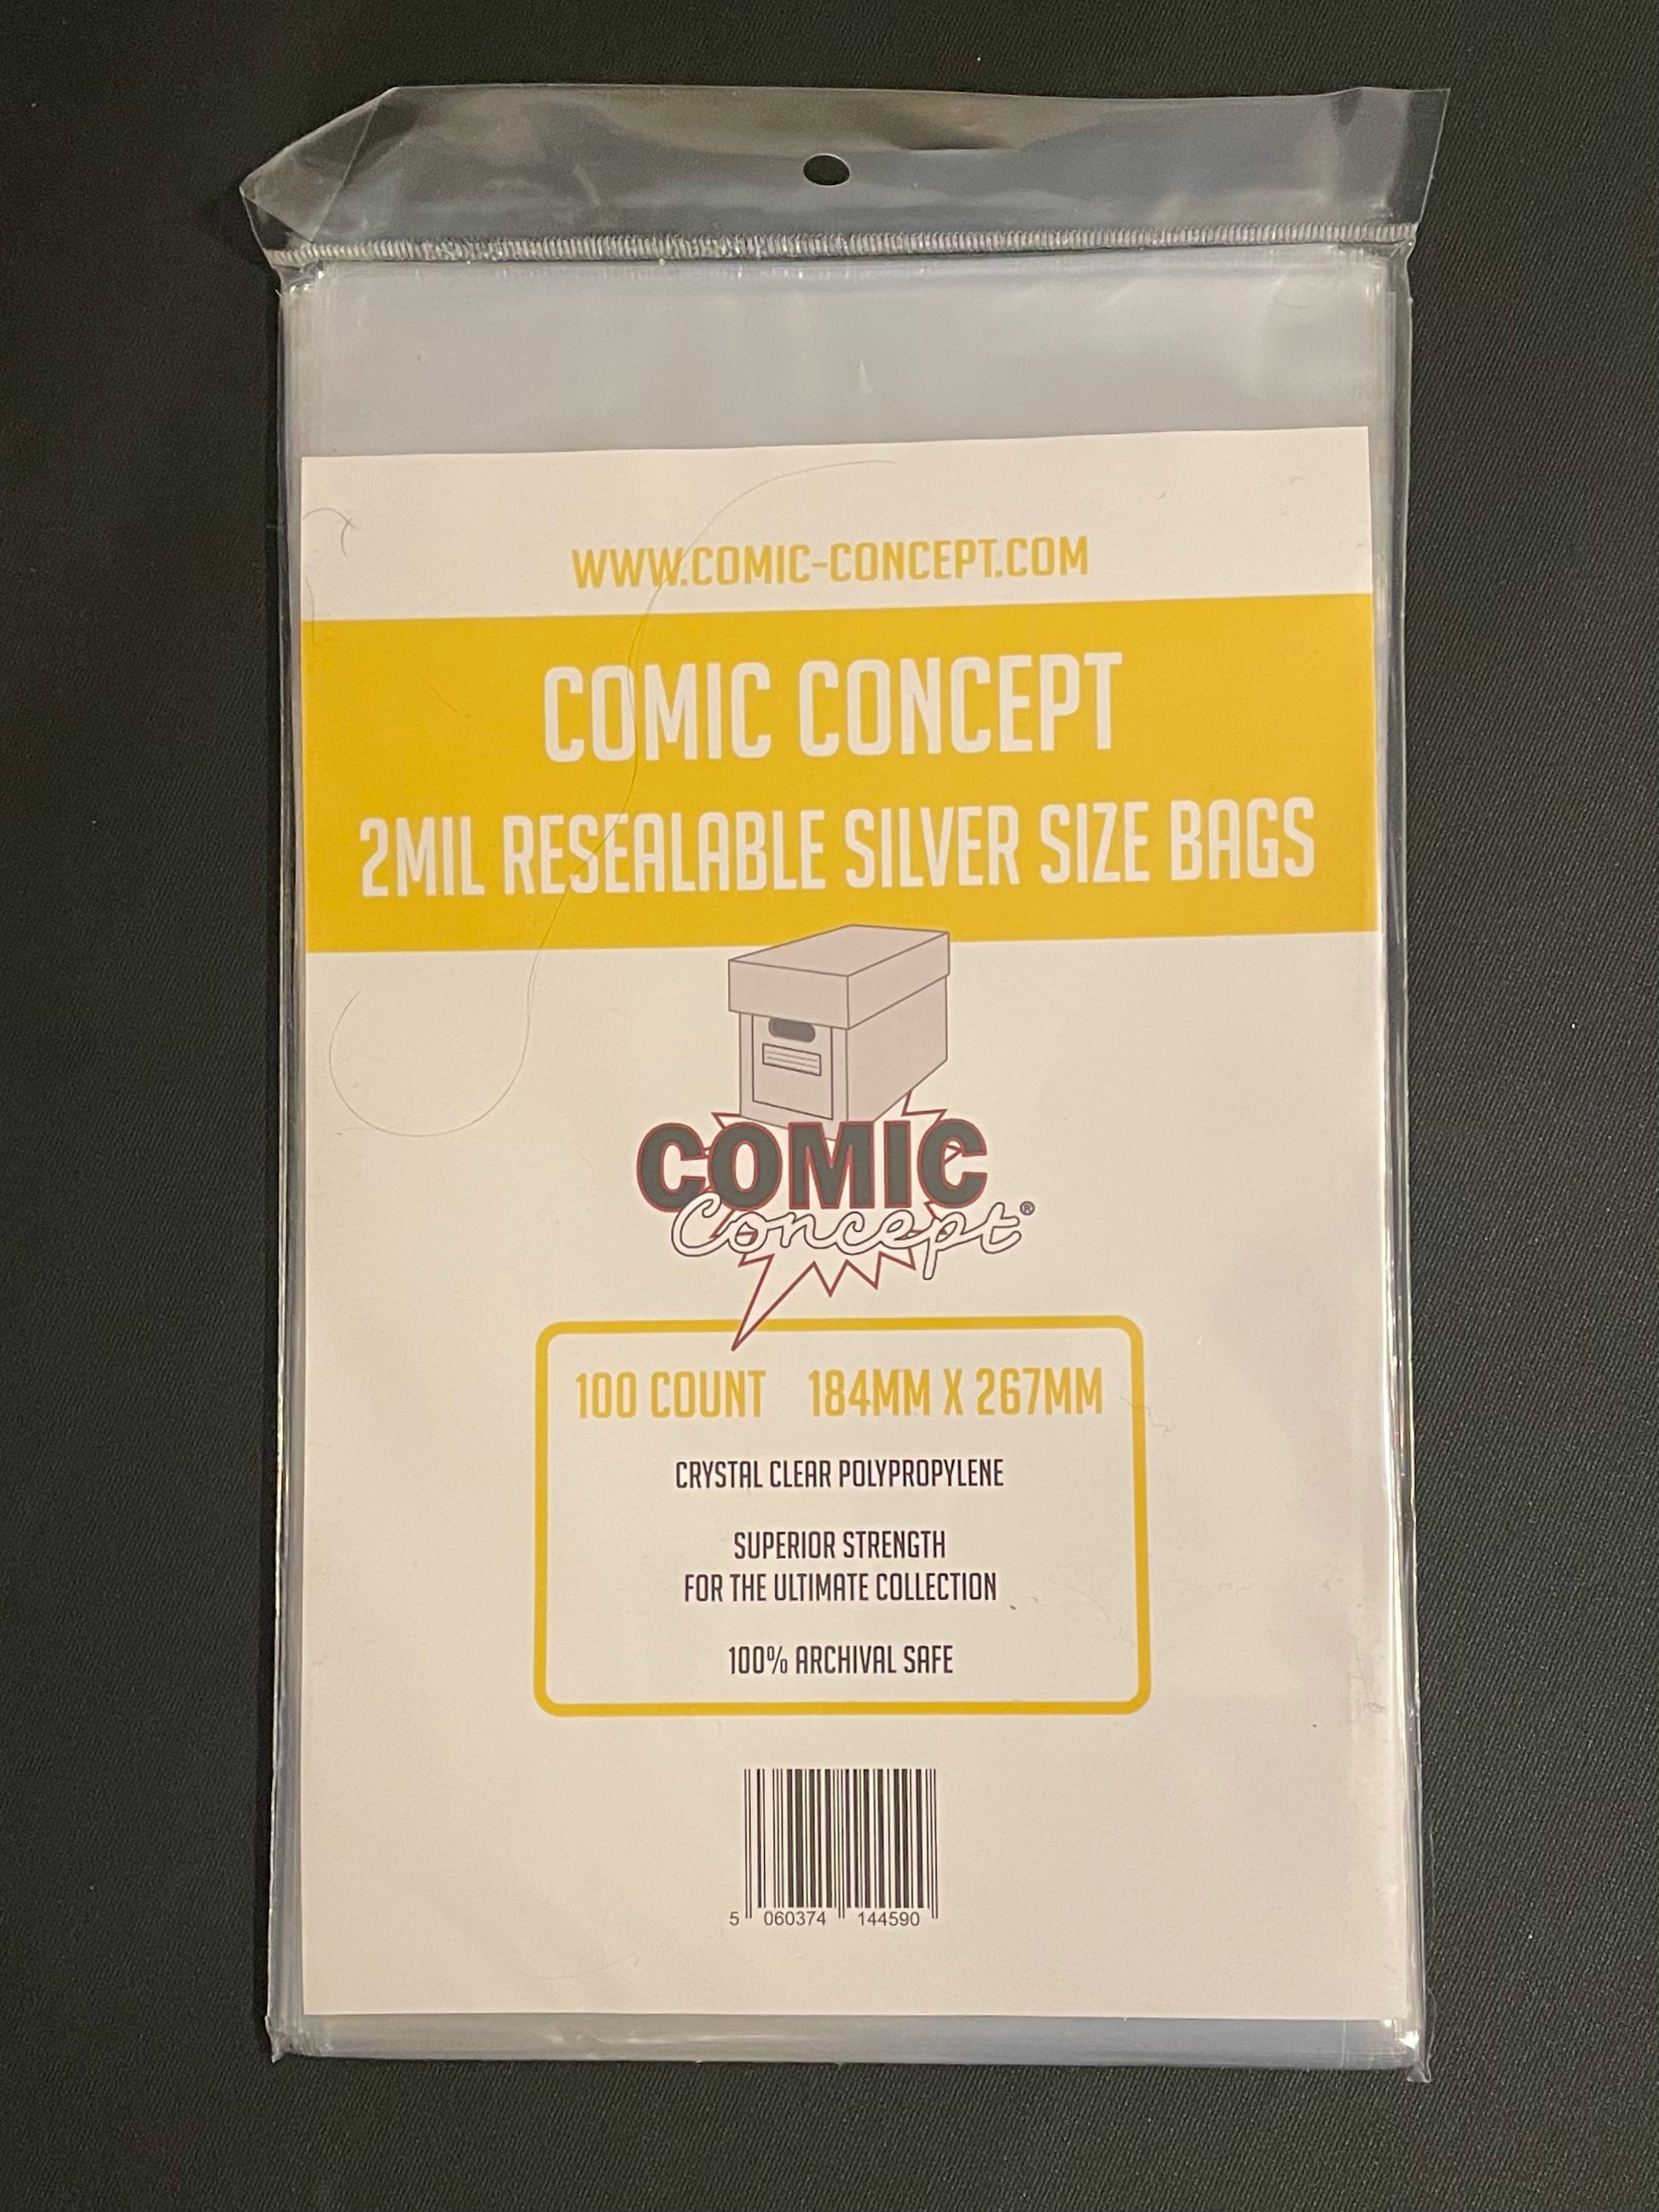 WWW.COMIC-CONCEPT.COM
COMIC CONCEPT
2MIL RESEALABLE SILVER SIZE BAGS
COMIC
Concept®
100 COUNT 184MM X 267MM
CRYSTAL CLEAR POLYPROPYLENE
SUPERIOR STRENGTH
FOR THE ULTIMATE COLLECTION
100% ARCHIVAL SAFE
5 060374 144590